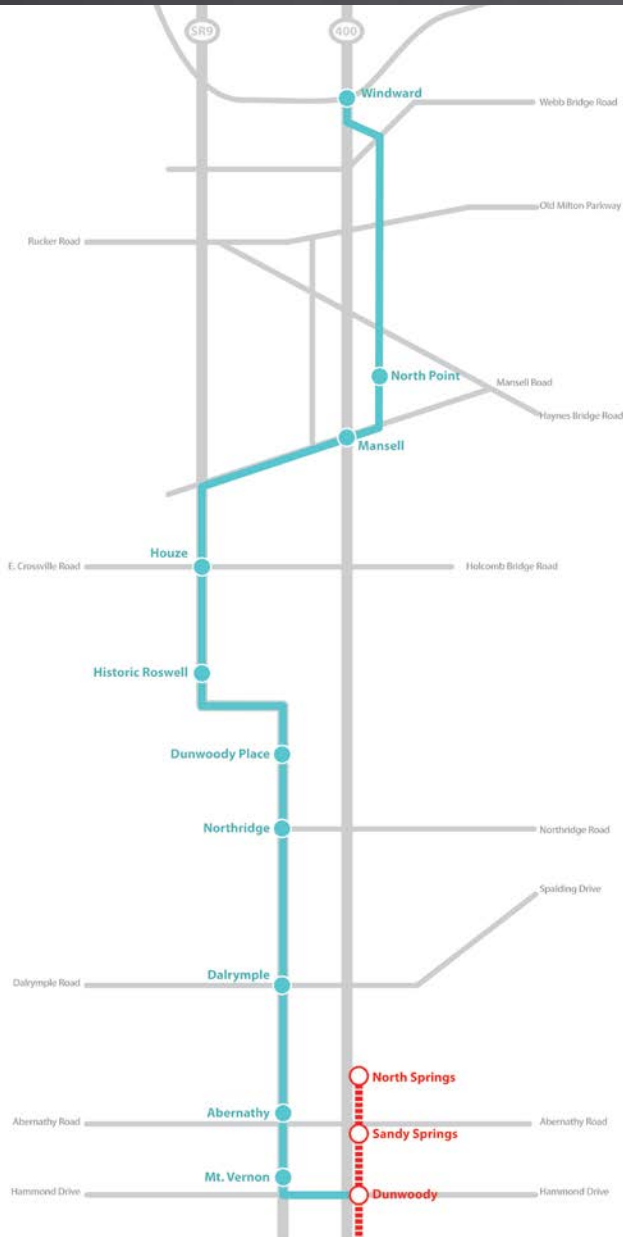 SR9
400
Windward
Webb Bridge Road
Old Milton Parkway
Rucker Road
North Point
Mansell Road
Haynes Bridge Road
Mansell
Houze
E. Crossville Road
Holcomb Bridge Road
Historic Roswell
Dunwoody Place
Northridge
Northridge Road
Spalding Drive
Dalrymple
Dalrymple Road
North Springs
Abernathy
Abernathy Road
Abernathy Road
Sandy Springs
Mt. Vernon
Hammond Drive
Dunwoody
Hammond Drive